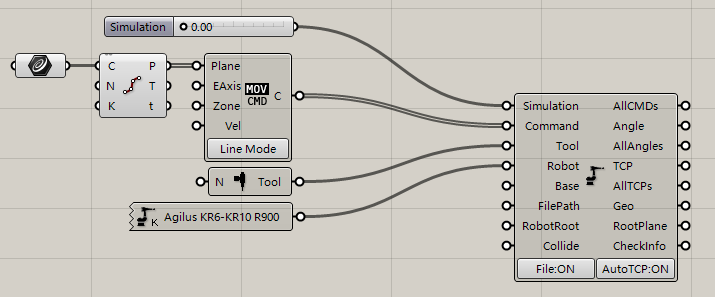 Simulation 0.00
C P
N T
K t
Plane
EAxis
Zone
Vel
MOV
CMD
C
Line Mode
N Tool
K Agilus KR6-KR10 R900
Simulation AllCMDs
Command Angle
Tool AllAngles
Robot TCP
Base AllTCPs
FilePath Geo
RobotRoot RootPlane
Collide CheckInfo
File:ON AutoTCP:ON